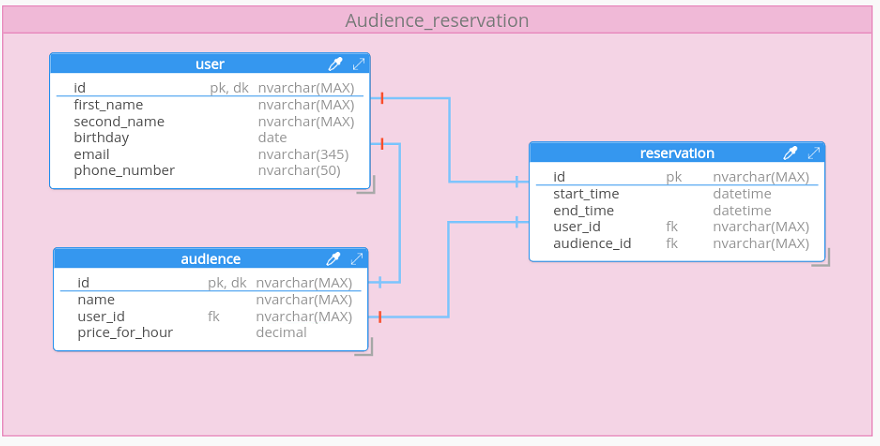 Audience_reservation
user
id pk, dk nvarchar(MAX)
first_name nvarchar(MAX)
second_name nvarchar(MAX)
birthday date
email nvarchar(345)
phone_number nvarchar(50)
reservation
id pk nvarchar(MAX)
start_time datetime
end_time datetime
user_id fk nvarchar(MAX)
audience_id fk nvarchar(MAX)
audience
id pk, dk nvarchar(MAX)
name nvarchar(MAX)
user_id fk nvarchar(MAX)
price_for_hour decimal